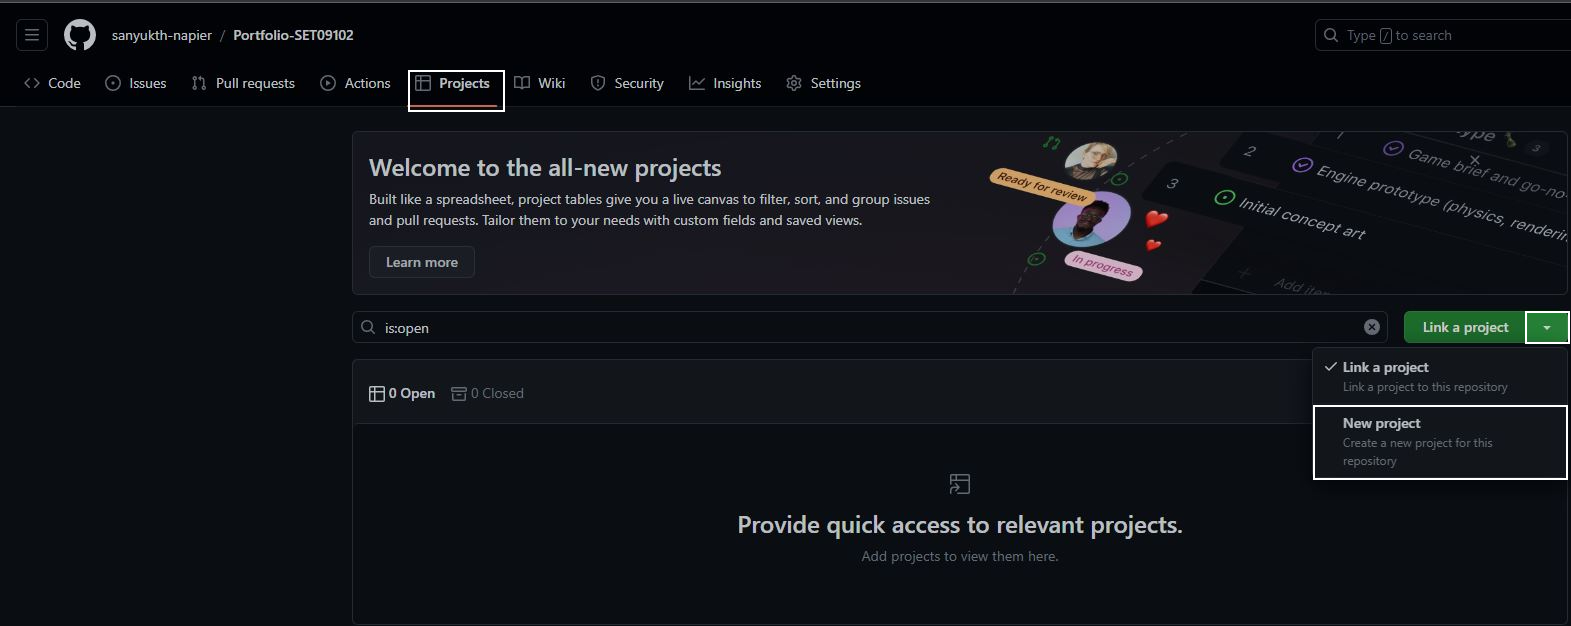 sanyukth-napier / Portfolio-SET09102
Type / to search
Code Issues Pull requests Actions Projects Wiki Security Insights Settings
Welcome to the all-new projects
Built like a spreadsheet, project tables give you a live canvas to filter, sort, and group issues
and pull requests. Tailor them to your needs with custom fields and saved views.
Learn more
Ready for review
In progress
1
3
2 Game brief and go-no-
Engine prototype (physics, renderin
3 Initial concept art
+
is:open
Link a project
Link a project
Link a project to this repository
New project
Create a new project for this
repository
0 Open 0 Closed
Provide quick access to relevant projects.
Add projects to view them here.